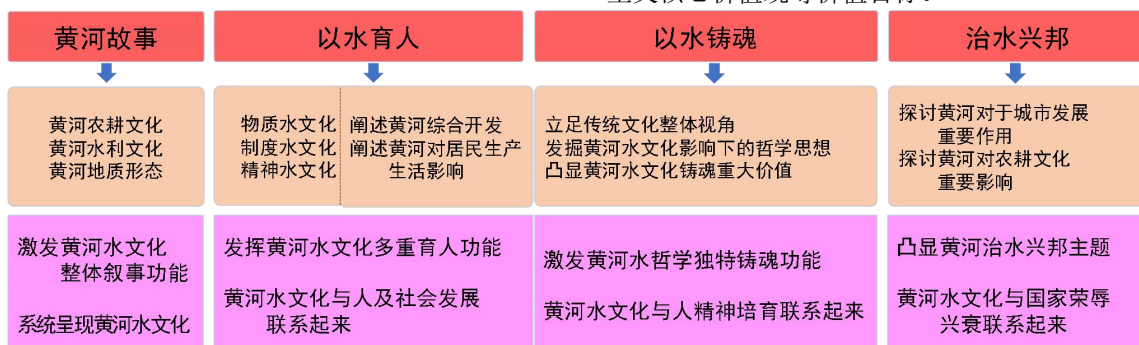 黄河故事
以水育人
以水铸魂
治水兴邦
黄河农耕文化
黄河水利文化
黄河地质形态
物质水文化
制度水文化
精神水文化
阐述黄河综合开发
阐述黄河对居民生产
生活影响
立足传统文化整体视角
发掘黄河水文化影响下的哲学思想
凸显黄河水文化铸魂重大价值
探讨黄河对于城市发展
重要作用
探讨黄河对农耕文化
重要影响
激发黄河水文化
整体叙事功能
系统呈现黄河水文化
发挥黄河水文化多重育人功能
黄河水文化与人及社会发展
联系起来
激发黄河水哲学独特铸魂功能
黄河水文化与人精神培育联系起来
凸显黄河治水兴邦主题
黄河水文化与国家荣辱
兴衰联系起来